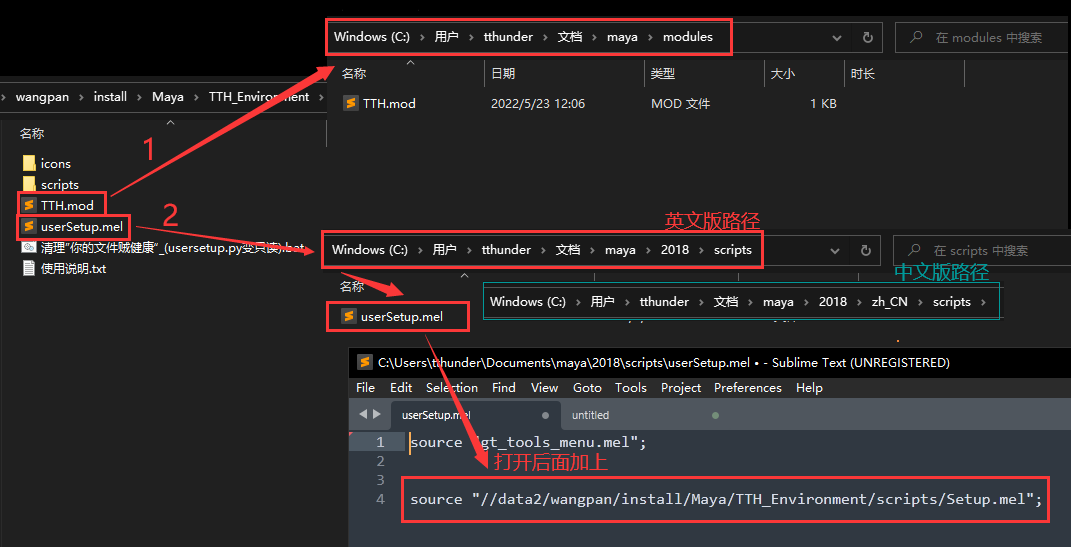 Windows (C:) › 用户 › tthunder › 文档 › maya › modules
在 modules 中搜索
名称 日期 类型 大小 时长
TTH.mod 2022/5/23 12:06 MOD 文件 1 KB
› wangpan › install › Maya › TTH_Environment ›
名称
icons
scripts
TTH.mod
userSetup.mel
清理"你的文件贼健康"_(usersetup.py变只读).bat
使用说明.txt
1
2
英文版路径
Windows (C:) › 用户 › tthunder › 文档 › maya › 2018 › scripts
在 scripts 中搜索
中文版路径
名称
Windows (C:) › 用户 › tthunder › 文档 › maya › 2018 › zh_CN › scripts ›
userSetup.mel
C:\Users\tthunder\Documents\maya\2018\scripts\userSetup.mel • - Sublime Text (UNREGISTERED)
File Edit Selection Find View Goto Tools Project Preferences Help
userSetup.mel untitled
1 source "gt_tools_menu.mel";
2
打开后面加上
3
4 source "//data2/wangpan/install/Maya/TTH_Environment/scripts/Setup.mel";